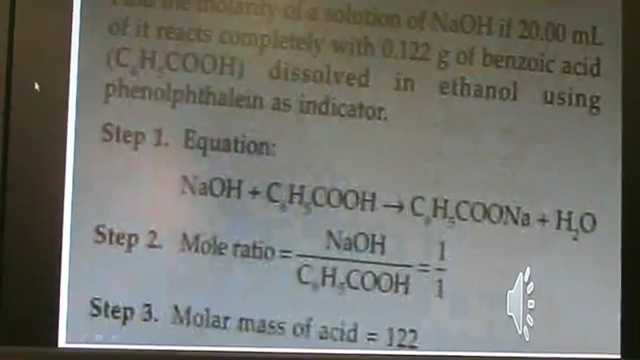 the molarity of a solution of NaOH if 20.00 mL
of it reacts completely with 0.122 g of benzoic acid
(C₆H₅COOH) dissolved in ethanol using
phenolphthalein as indicator.
Step 1. Equation:
NaOH + C₆H₅COOH → C₆H₅COONa + H₂O
Step 2. Mole ratio = NaOH / C₆H₅COOH = 1 / 1
Step 3. Molar mass of acid = 122